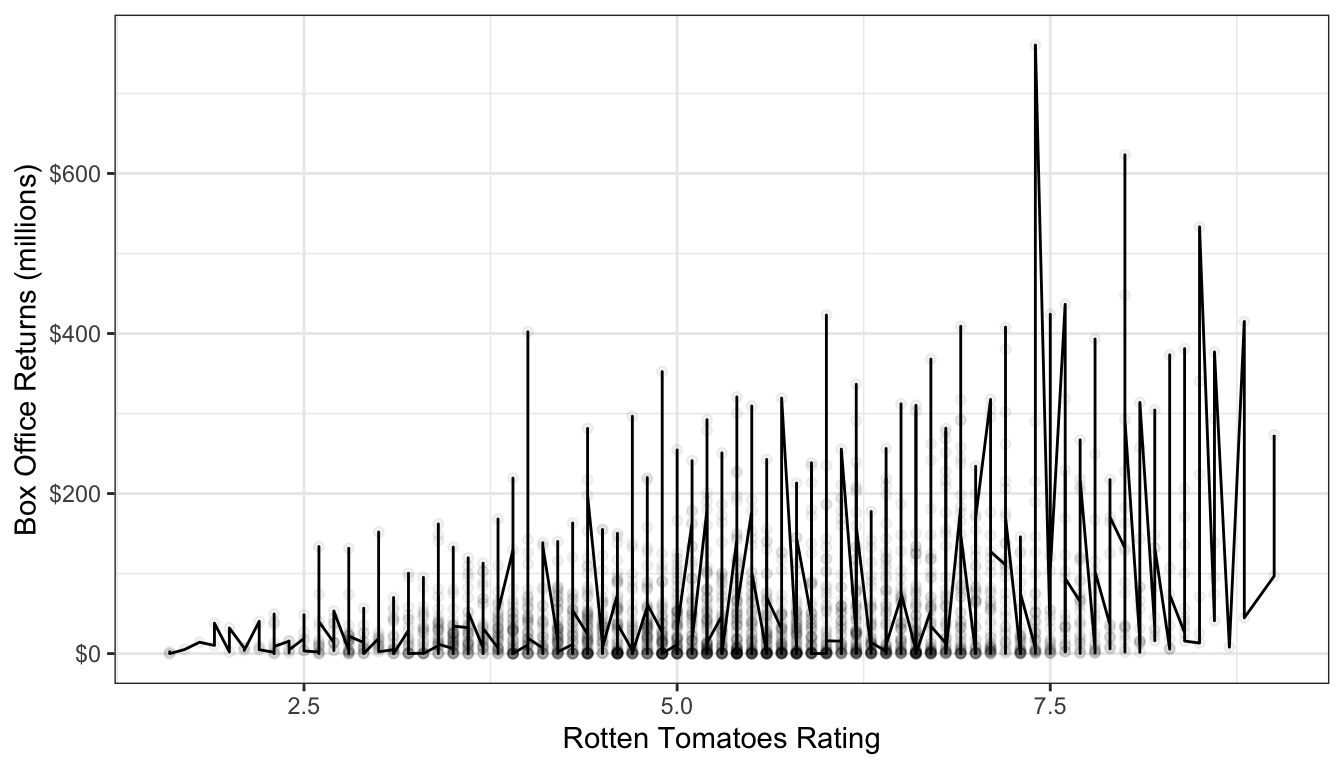 Box Office Returns (millions)
$600
$400
$200
$0
2.5 5.0 7.5
Rotten Tomatoes Rating